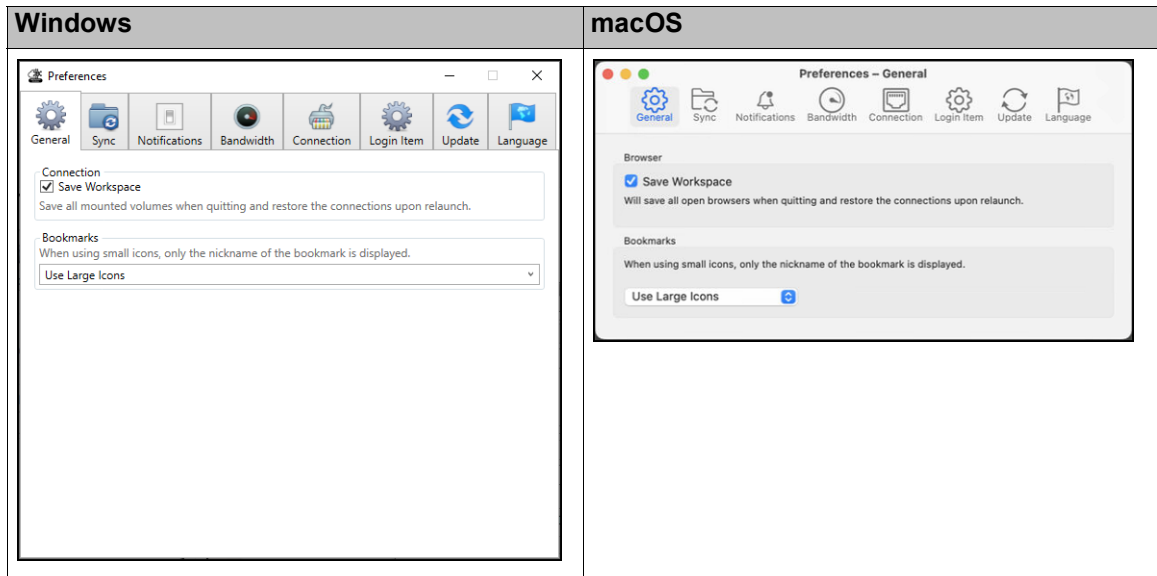 Windows
macOS
Preferences
General Sync Notifications Bandwidth Connection Login Item Update Language
Connection
Save Workspace
Save all mounted volumes when quitting and restore the connections upon relaunch.
Bookmarks
When using small icons, only the nickname of the bookmark is displayed.
Use Large Icons
Preferences – General
General Sync Notifications Bandwidth Connection Login Item Update Language
Browser
Save Workspace
Will save all open browsers when quitting and restore the connections upon relaunch.
Bookmarks
When using small icons, only the nickname of the bookmark is displayed.
Use Large Icons